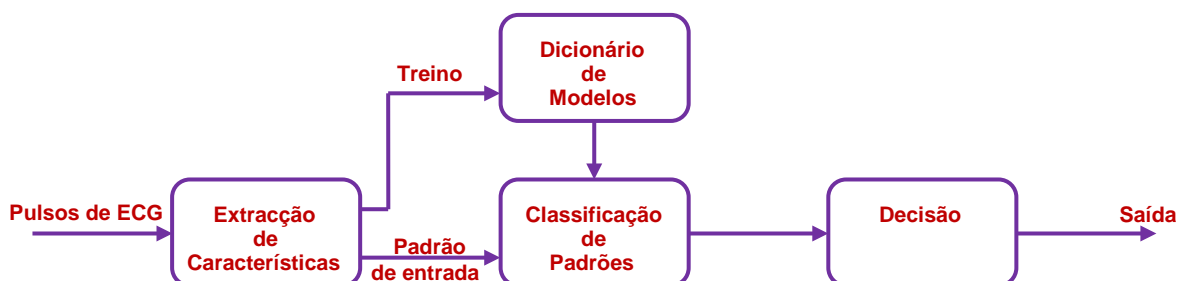 Dicionário
de
Modelos
Treino
Pulsos de ECG
Extracção
de
Características
Padrão
de entrada
Classificação
de
Padrões
Decisão
Saída